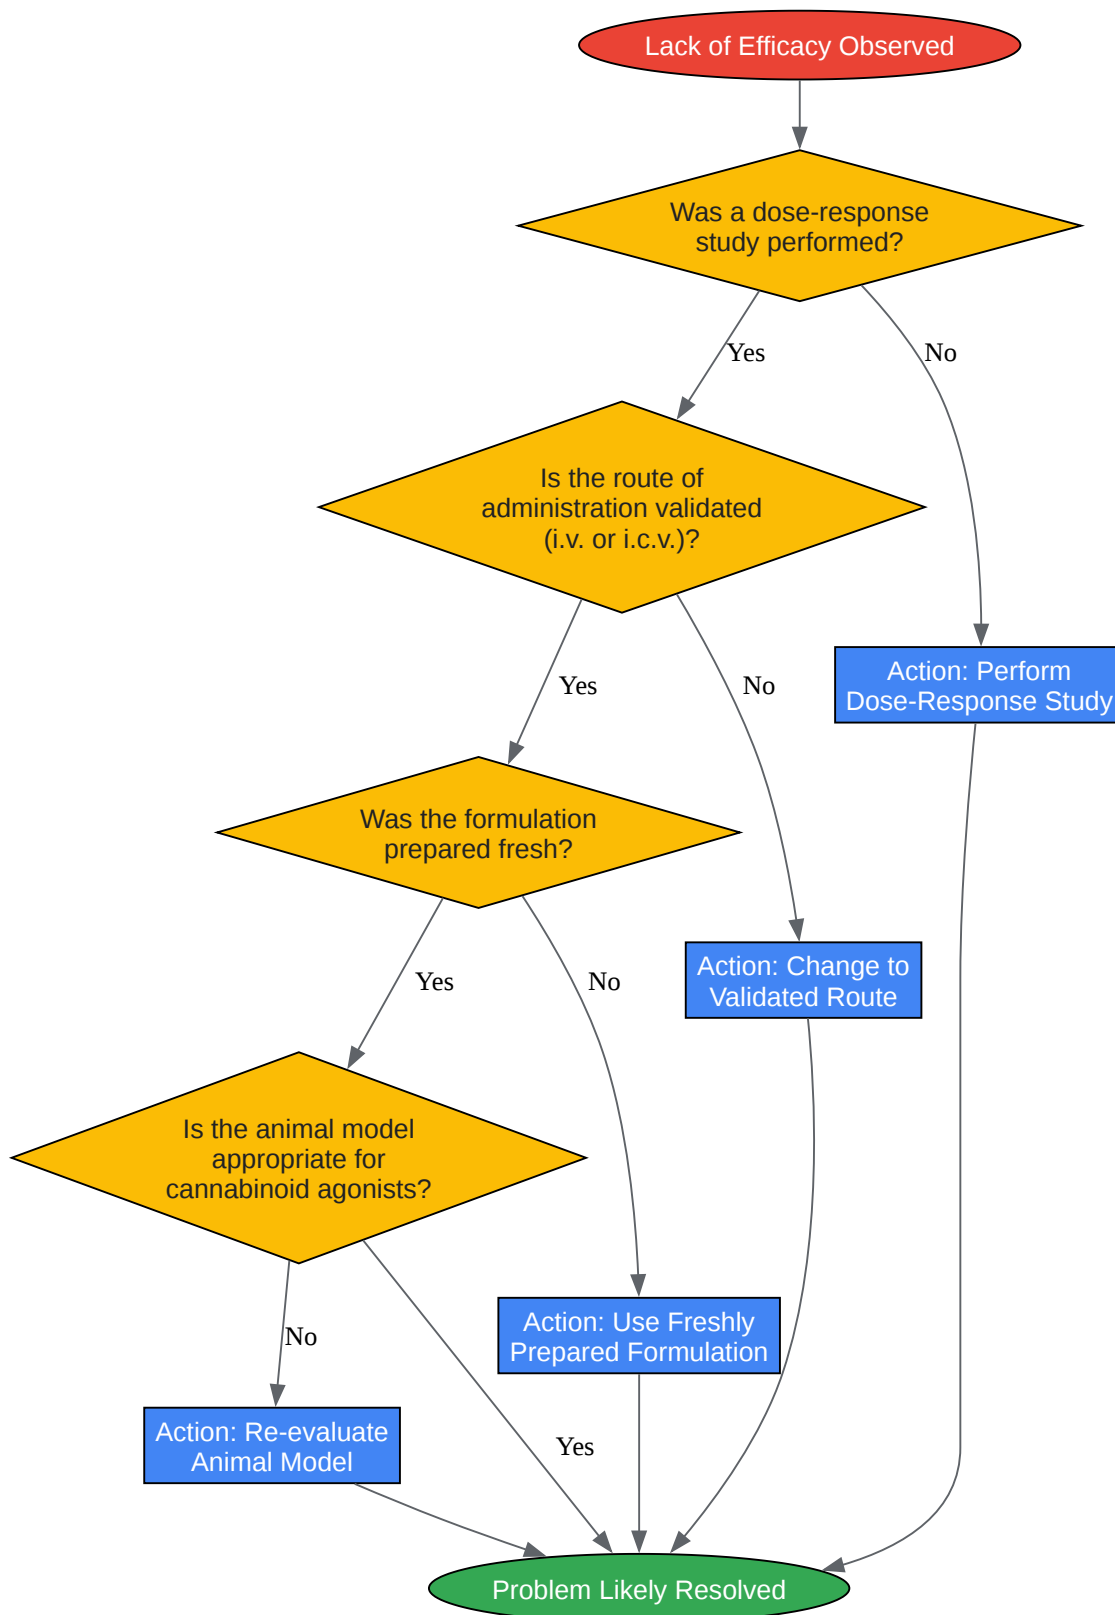 Lack of Efficacy Observed
Was a dose-response
study performed?
Yes
No
Is the route of
administration validated
(i.v. or i.c.v.)?
Yes
No
Action: Perform
Dose-Response Study
Was the formulation
prepared fresh?
Yes
No
Action: Change to
Validated Route
Is the animal model
appropriate for
cannabinoid agonists?
No
Yes
Action: Use Freshly
Prepared Formulation
Action: Re-evaluate
Animal Model
Problem Likely Resolved